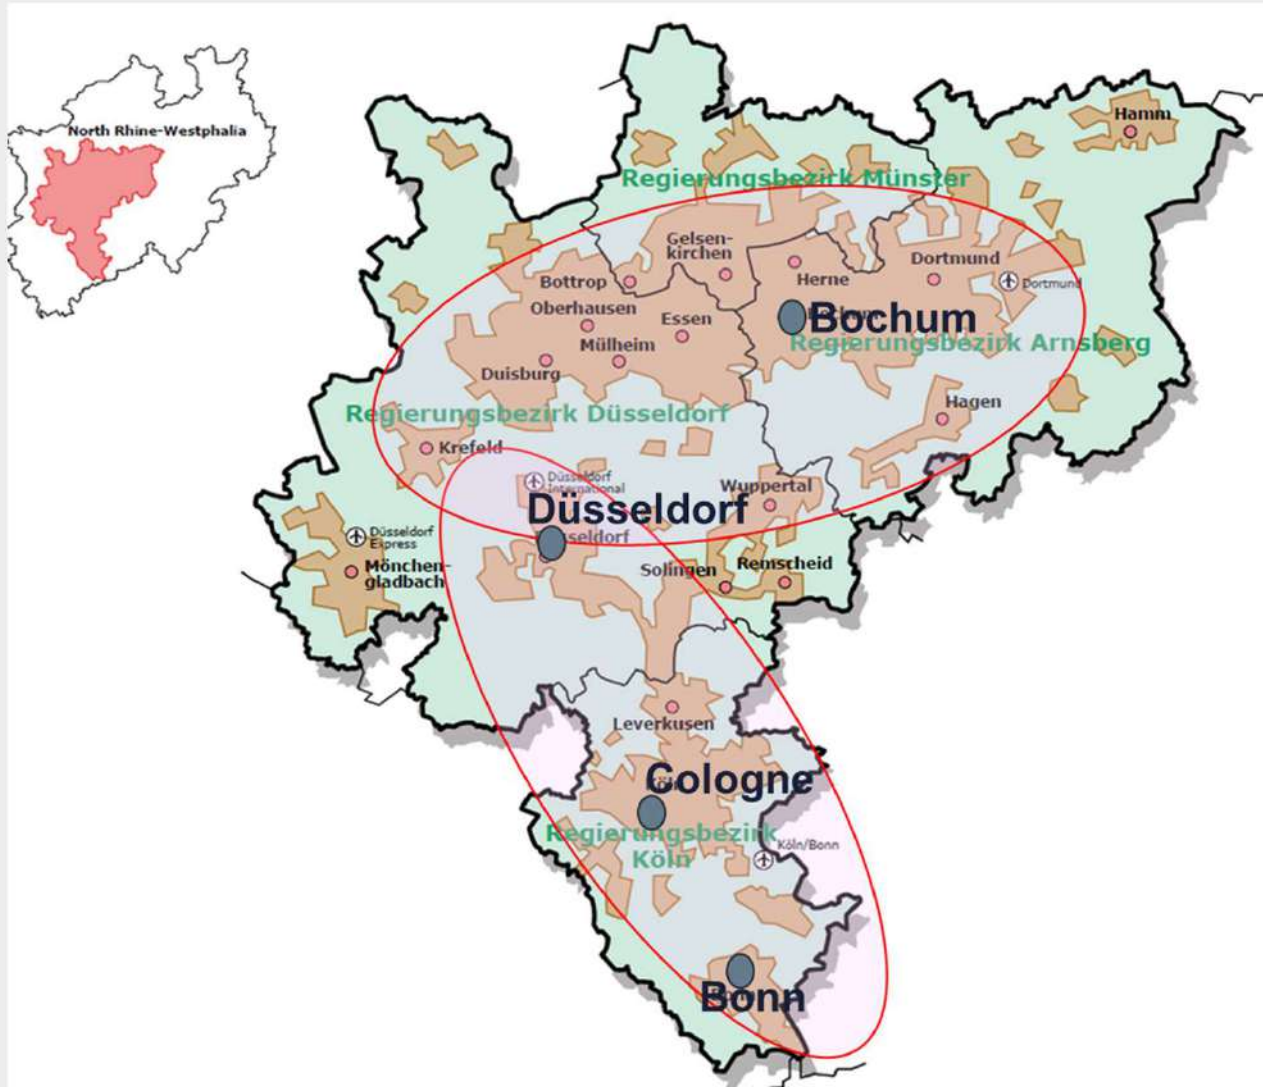 North Rhine-Westphalia
Hamm
Regierungsbezirk Münster
Gelsen-
kirchen
Bottrop
Herne
Dortmund
Dortmund
Oberhausen
Essen
Bochum
Regierungsbezirk Arnsberg
Mülheim
Duisburg
Hagen
Regierungsbezirk Düsseldorf
Krefeld
Düsseldorf
International
Wuppertal
Düsseldorf
Düsseldorf
Express
Mönchen-
gladbach
Solingen
Remscheid
Leverkusen
Cologne
Regierungsbezirk
Köln
Köln/Bonn
Bonn